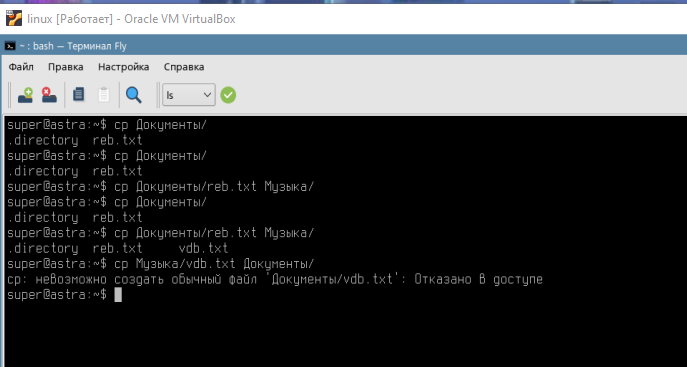 linux [Работает] - Oracle VM VirtualBox
~ : bash — Терминал Fly
Файл Правка Настройка Справка
ls
super@astra:~$ cp Документы/
.directory reb.txt
super@astra:~$ cp Документы/
.directory reb.txt
super@astra:~$ cp Документы/reb.txt Музыка/
super@astra:~$ cp Документы/
.directory reb.txt
super@astra:~$ cp Документы/reb.txt Музыка/
.directory reb.txt vdb.txt
super@astra:~$ cp Музыка/vdb.txt Документы/
cp: невозможно создать обычный файл 'Документы/vdb.txt': Отказано в доступе
super@astra:~$